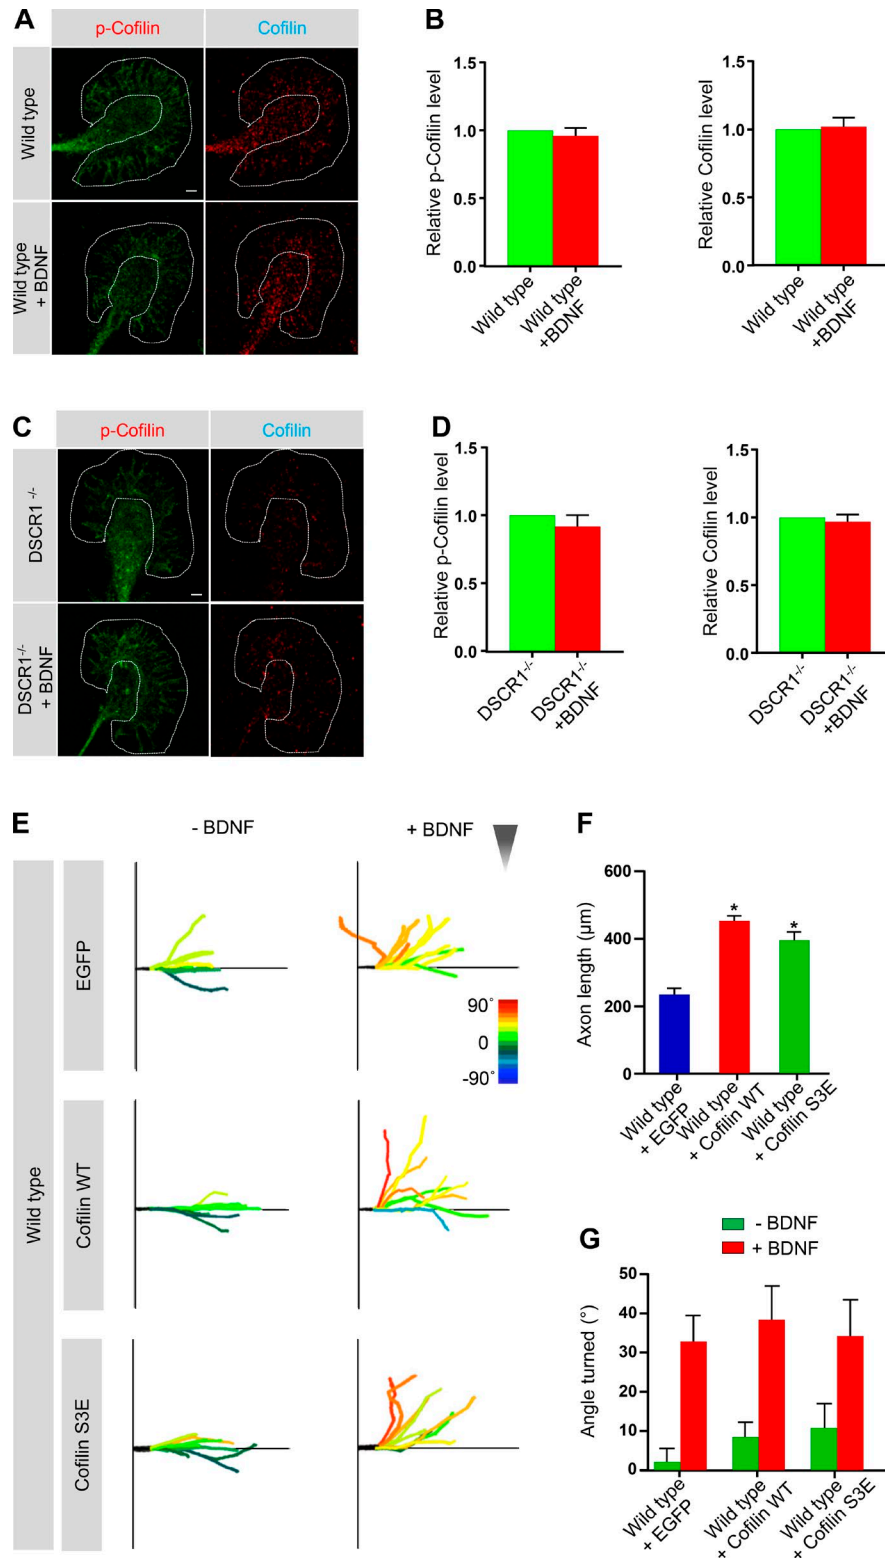 A
p-Cofilin
Cofilin
Wild type
Wild type
+ BDNF
B
Relative p-Cofilin level
1.5
1.0
0.5
0.0
Wild type
Wild type
+BDNF
Relative Cofilin level
1.5
1.0
0.5
0.0
Wild type
Wild type
+BDNF
C
p-Cofilin
Cofilin
DSCR1 -/-
DSCR1-/-
+ BDNF
D
Relative p-Cofilin level
1.5
1.0
0.5
0.0
DSCR1-/-
DSCR1-/-
+BDNF
Relative Cofilin level
1.5
1.0
0.5
0.0
DSCR1-/-
DSCR1-/-
+BDNF
E
- BDNF
+ BDNF
Wild type
EGFP
Cofilin WT
Cofilin S3E
90°
0
-90°
F
Axon length (µm)
600
400
200
0
*
*
Wild type
+ EGFP
Wild type
+ Cofilin WT
Wild type
+ Cofilin S3E
G
- BDNF
+ BDNF
Angle turned (°)
50
40
30
20
10
0
Wild type
+ EGFP
Wild type
+ Cofilin WT
Wild type
+ Cofilin S3E